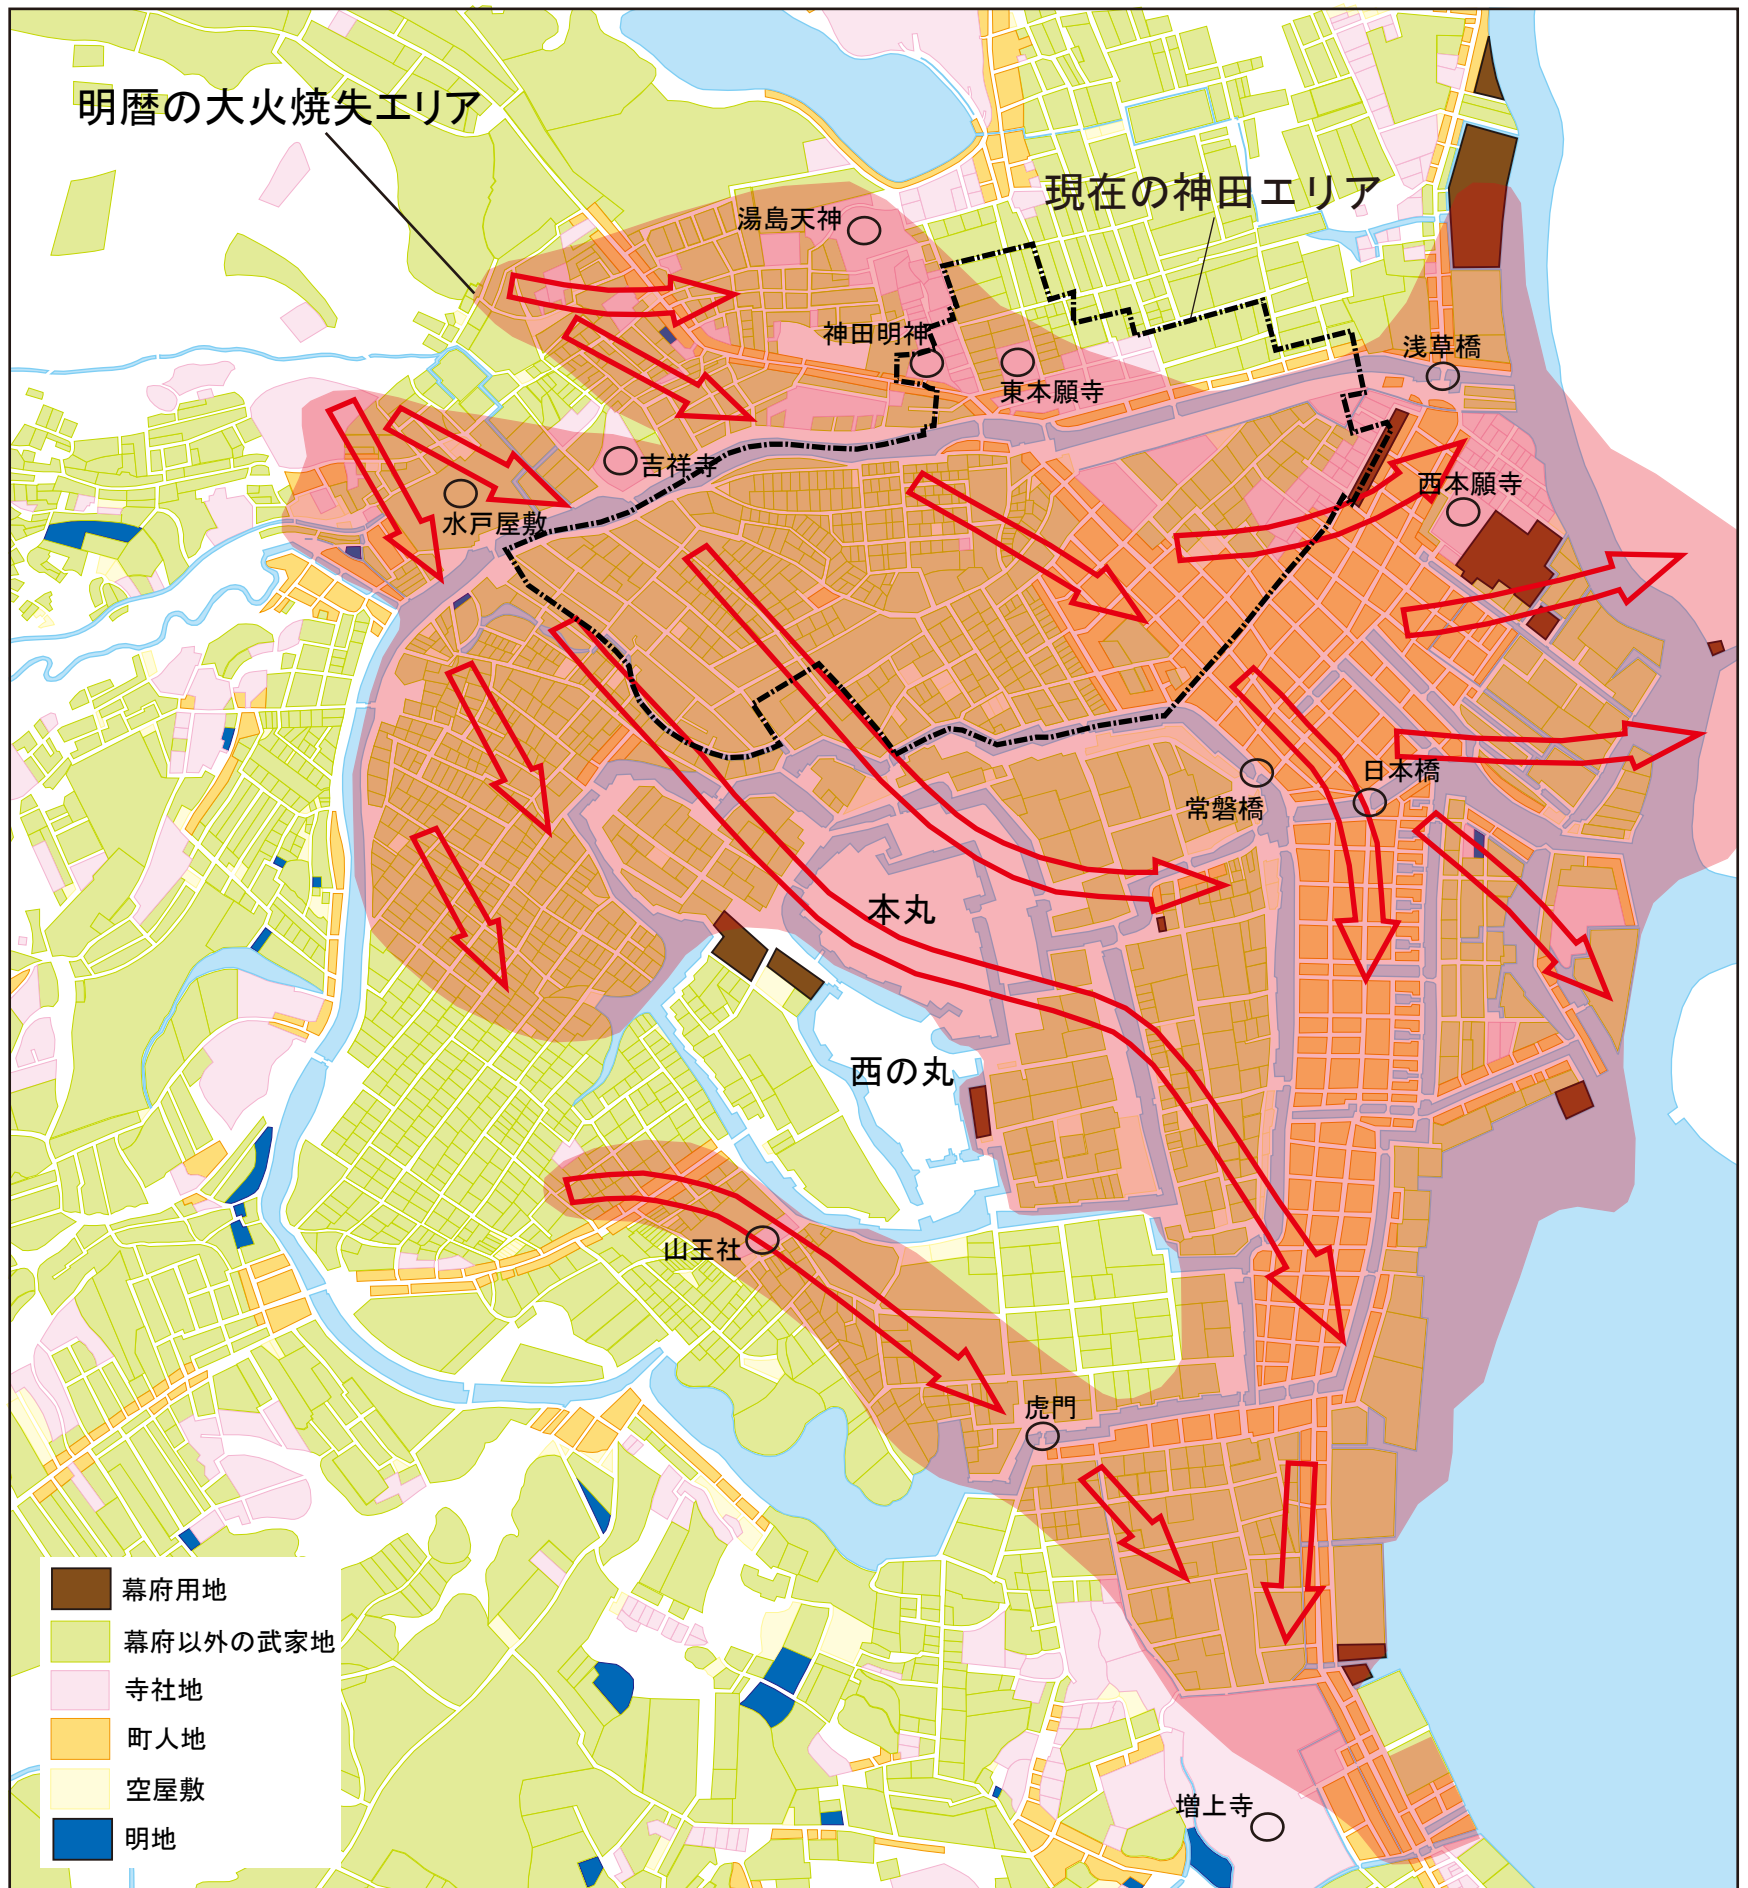 明暦の大火焼失エリア
現在の神田エリア
湯島天神
神田明神
東本願寺
浅草橋
吉祥寺
水戸屋敷
西本願寺
常磐橋
日本橋
本丸
西の丸
山王社
虎門
増上寺
幕府用地
幕府以外の武家地
寺社地
町人地
空屋敷
明地